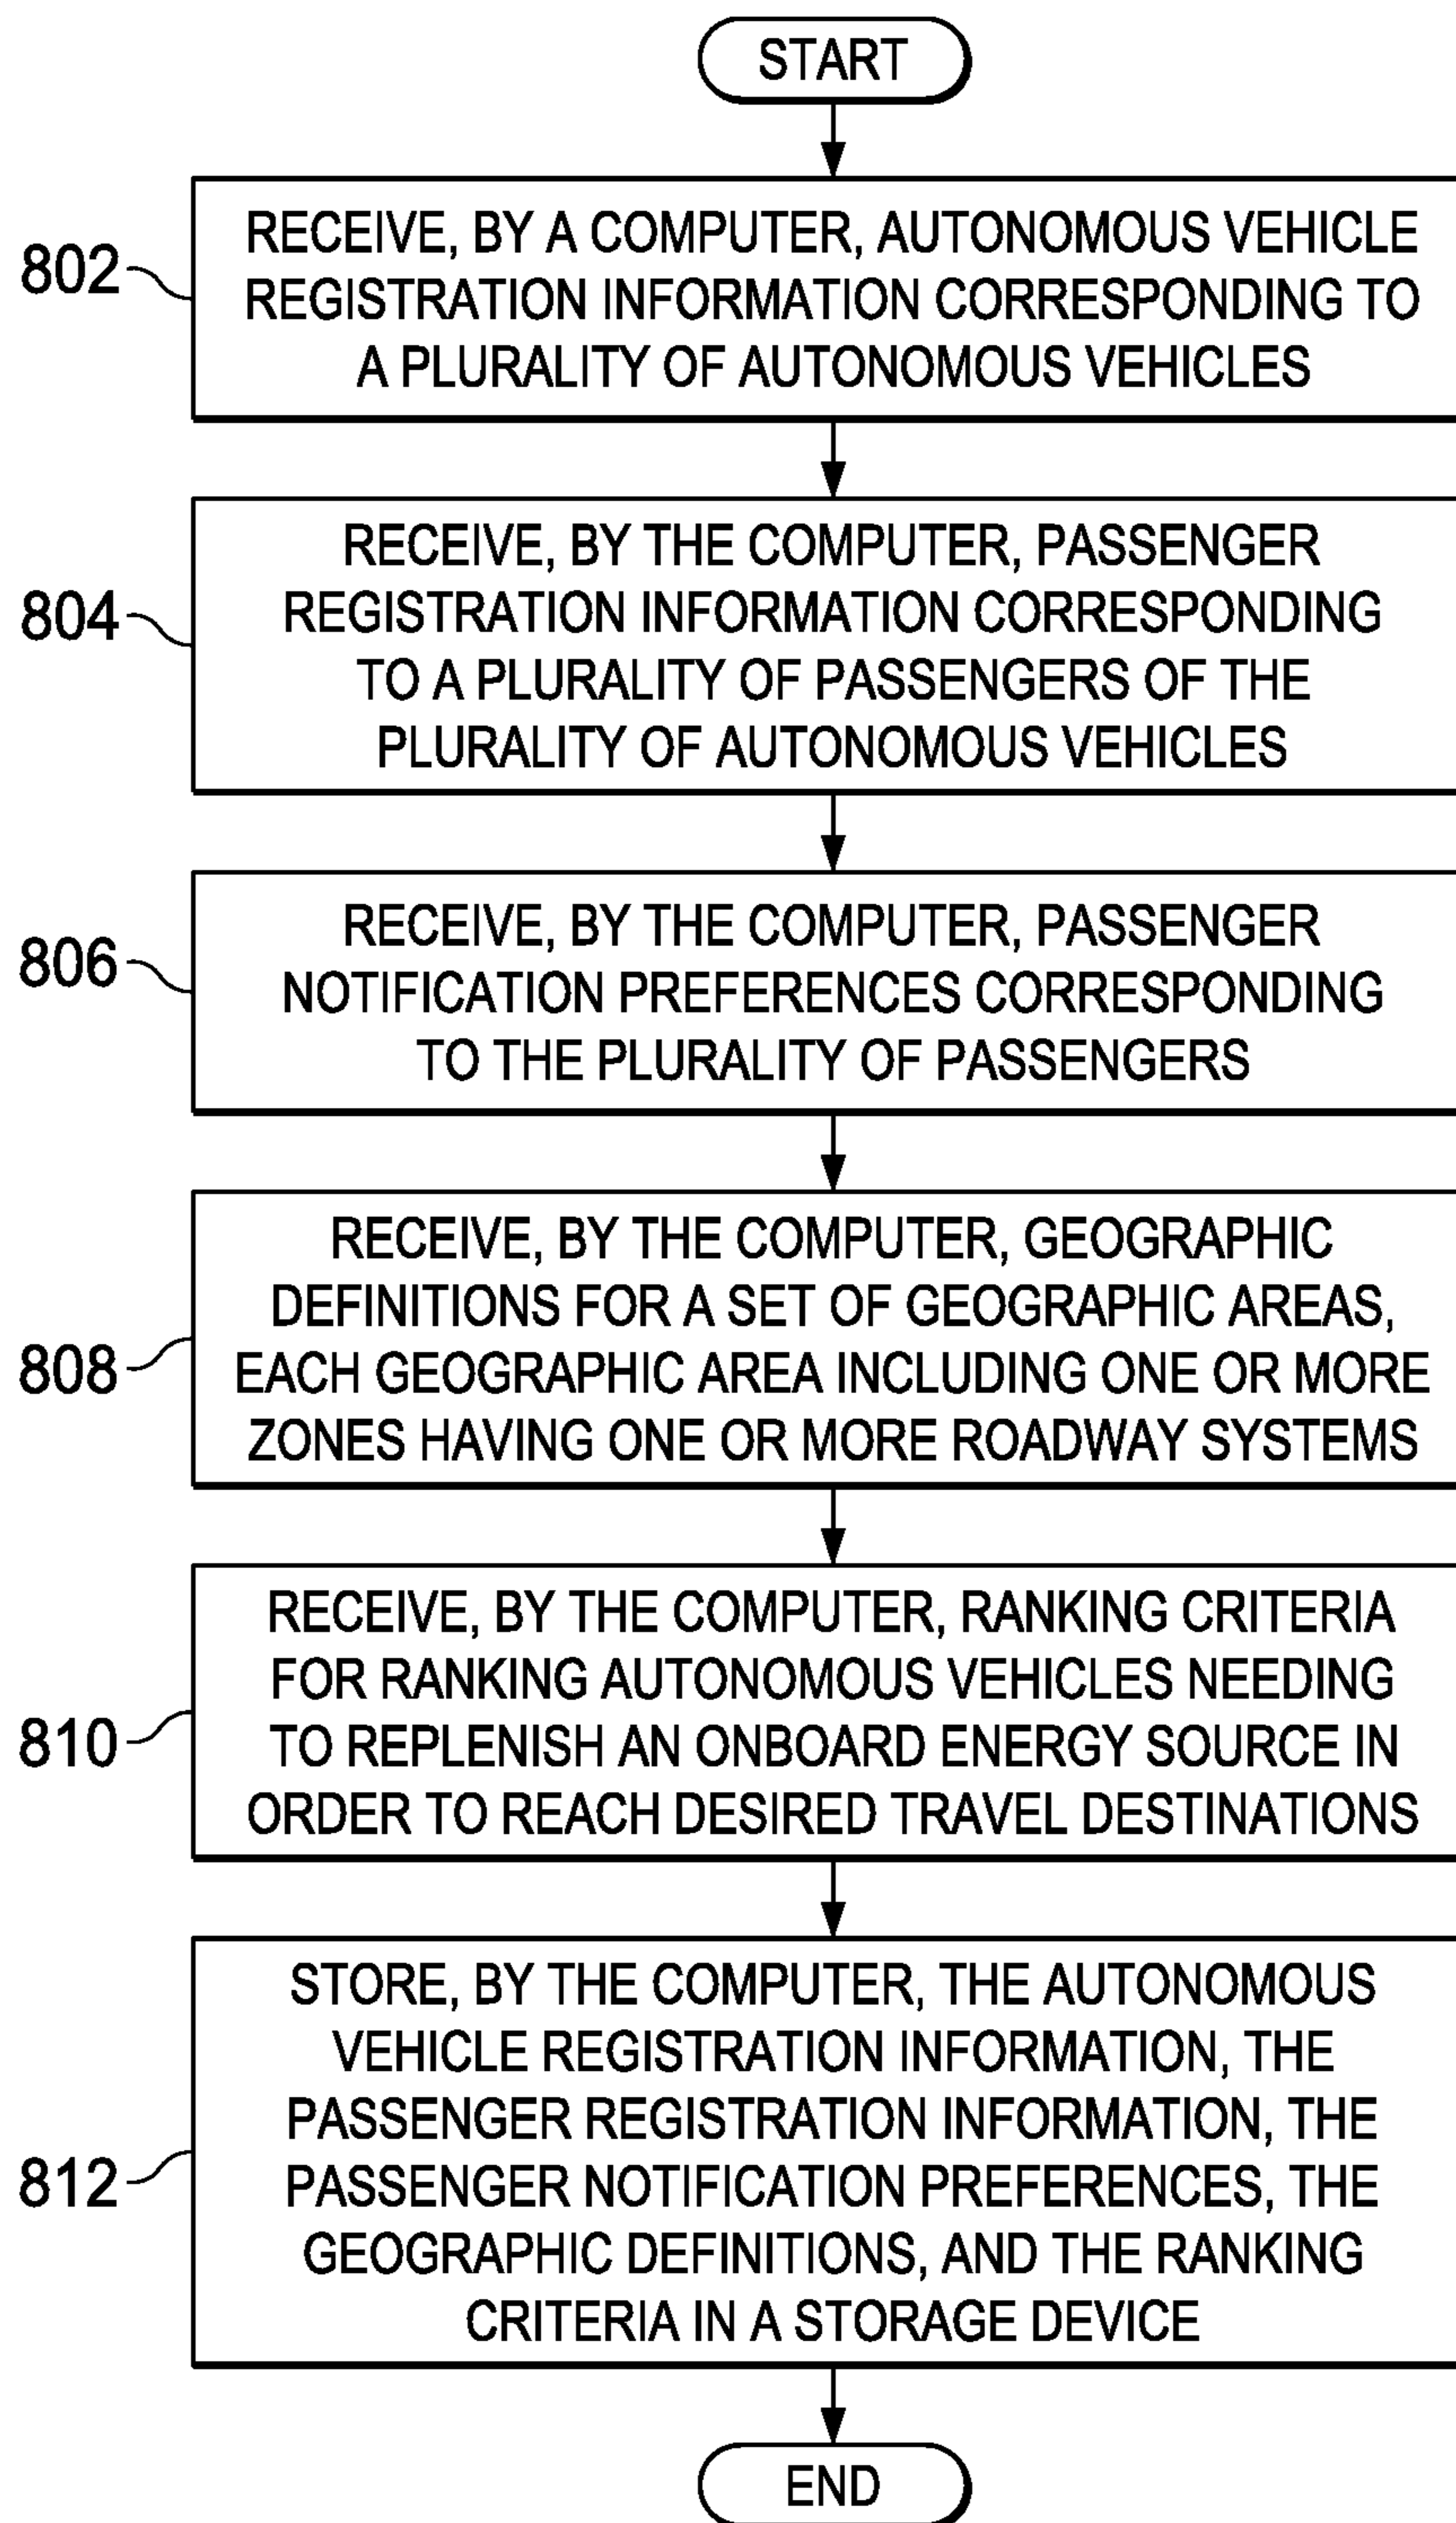 START
802
RECEIVE, BY A COMPUTER, AUTONOMOUS VEHICLE
REGISTRATION INFORMATION CORRESPONDING TO
A PLURALITY OF AUTONOMOUS VEHICLES
804
RECEIVE, BY THE COMPUTER, PASSENGER
REGISTRATION INFORMATION CORRESPONDING
TO A PLURALITY OF PASSENGERS OF THE
PLURALITY OF AUTONOMOUS VEHICLES
806
RECEIVE, BY THE COMPUTER, PASSENGER
NOTIFICATION PREFERENCES CORRESPONDING
TO THE PLURALITY OF PASSENGERS
808
RECEIVE, BY THE COMPUTER, GEOGRAPHIC
DEFINITIONS FOR A SET OF GEOGRAPHIC AREAS,
EACH GEOGRAPHIC AREA INCLUDING ONE OR MORE
ZONES HAVING ONE OR MORE ROADWAY SYSTEMS
810
RECEIVE, BY THE COMPUTER, RANKING CRITERIA
FOR RANKING AUTONOMOUS VEHICLES NEEDING
TO REPLENISH AN ONBOARD ENERGY SOURCE IN
ORDER TO REACH DESIRED TRAVEL DESTINATIONS
812
STORE, BY THE COMPUTER, THE AUTONOMOUS
VEHICLE REGISTRATION INFORMATION, THE
PASSENGER REGISTRATION INFORMATION, THE
PASSENGER NOTIFICATION PREFERENCES, THE
GEOGRAPHIC DEFINITIONS, AND THE RANKING
CRITERIA IN A STORAGE DEVICE
END